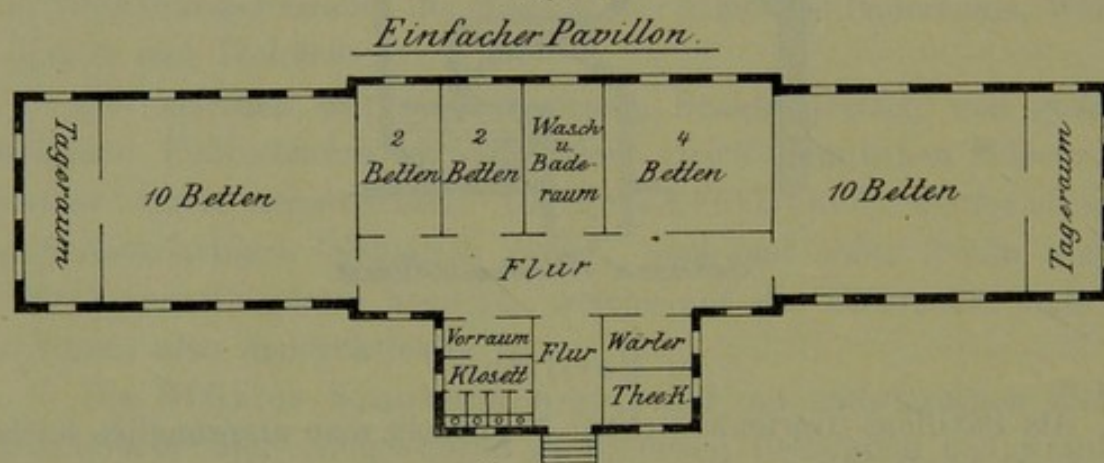 Einfacher Pavillon.
Tageraum
10 Betten
2
Betten
2
Betten
Wasch
u.
Bade-
raum
4
Betten
10 Betten
Tageraum
Flur
Vorraum
Klosett
Flur
Wärter
TheeK.